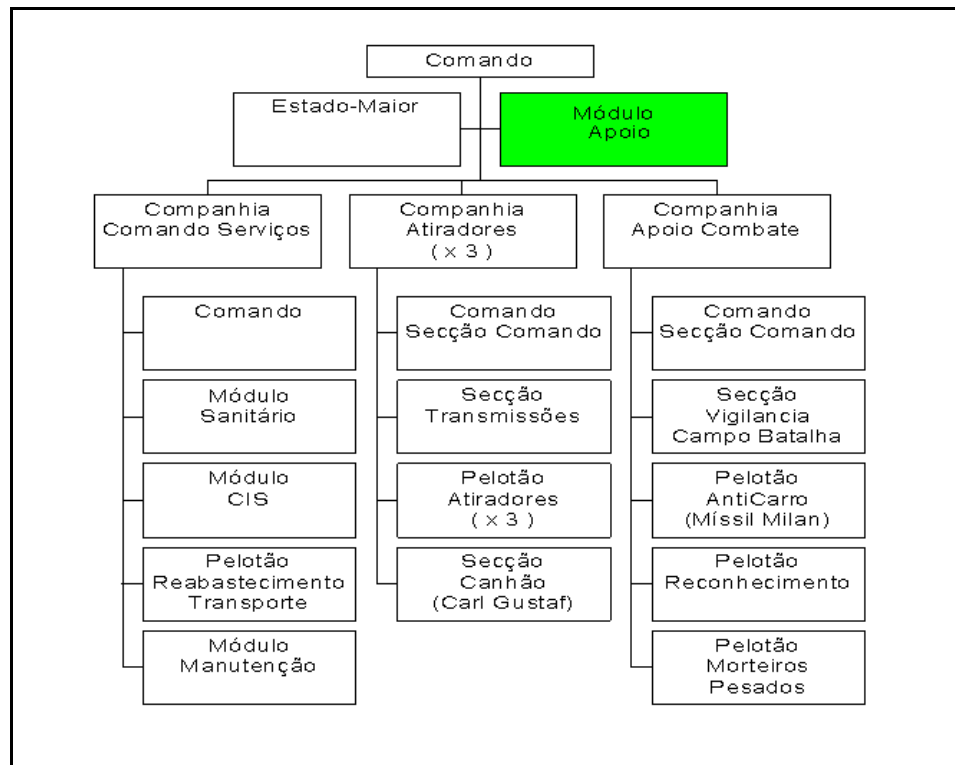 Comando
Estado-Maior
Módulo
Apoio
Companhia
Comando Serviços
Companhia
Atiradores
( x 3 )
Companhia
Apoio Combate
Comando
Módulo
Sanitário
Módulo
CIS
Pelotão
Reabastecimento
Transporte
Módulo
Manutenção
Comando
Secção Comando
Secção
Transmissões
Pelotão
Atiradores
( x 3 )
Secção
Canhão
(Carl Gustaf)
Comando
Secção Comando
Secção
Vigilancia
Campo Batalha
Pelotão
AntiCarro
(Míssil Milan)
Pelotão
Reconhecimento
Pelotão
Morteiros
Pesados